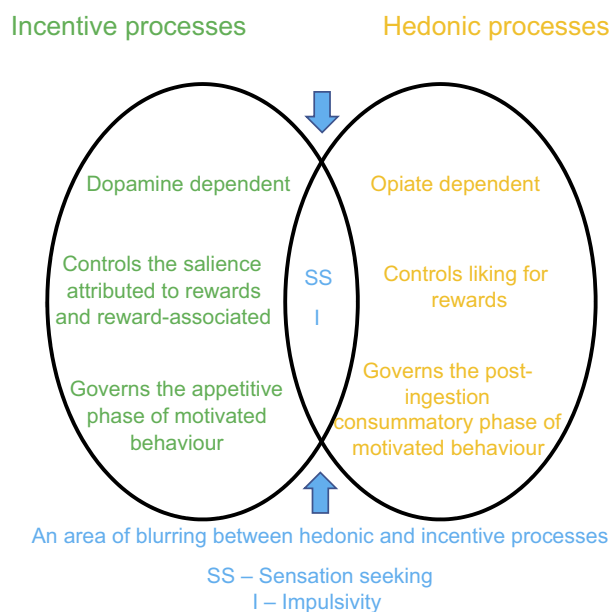 Incentive processes
Hedonic processes
Dopamine dependent
Controls the salience
attributed to rewards
and reward-associated
Governs the appetitive
phase of motivated
behaviour
SS
I
Opiate dependent
Controls liking for
rewards
Governs the post-
ingestion
consummatory phase of
motivated behaviour
An area of blurring between hedonic and incentive processes
SS – Sensation seeking
I – Impulsivity